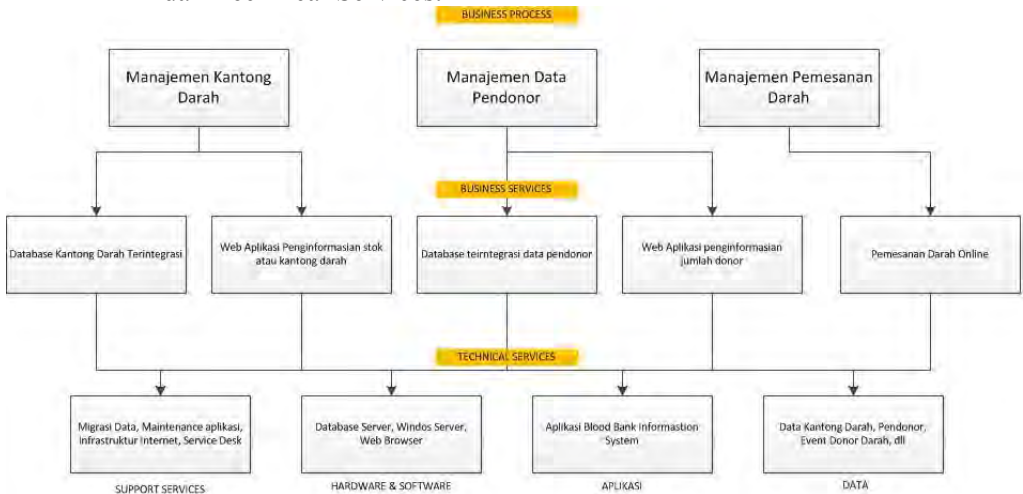 dan Technical Services.
BUSINESS PROCESS
Manajemen Kantong
Darah
Manajemen Data
Pendonor
Manajemen Pemesanan
Darah
BUSINESS SERVICES
Database Kantong Darah Terintegrasi
Web Aplikasi Penginformasian stok
atau kantong darah
Database teirntegrasi data pendonor
Web Aplikasi penginformasian
jumlah donor
Pemesanan Darah Online
TECHNICAL SERVICES
Migrasi Data, Maintenance aplikasi,
Infrastruktur Internet, Service Desk
Database Server, Windos Server,
Web Browser
Aplikasi Blood Bank Informastion
System
Data Kantong Darah, Pendonor,
Event Donor Darah, dll
SUPPORT SERVICES
HARDWARE & SOFTWARE
APLIKASI
DATA